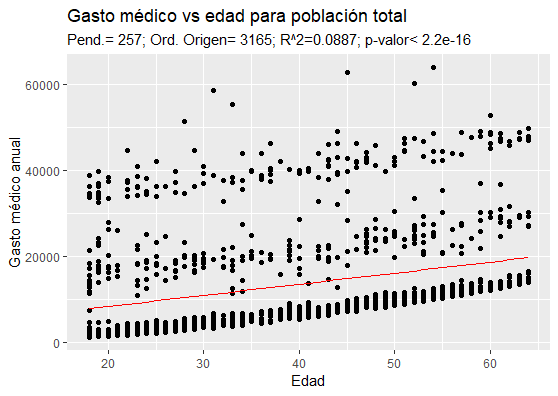 Gasto médico vs edad para población total
Pend.= 257; Ord. Origen= 3165; R^2=0.0887; p-valor< 2.2e-16
Gasto médico anual
60000
40000
20000
0
20
30
40
50
60
Edad